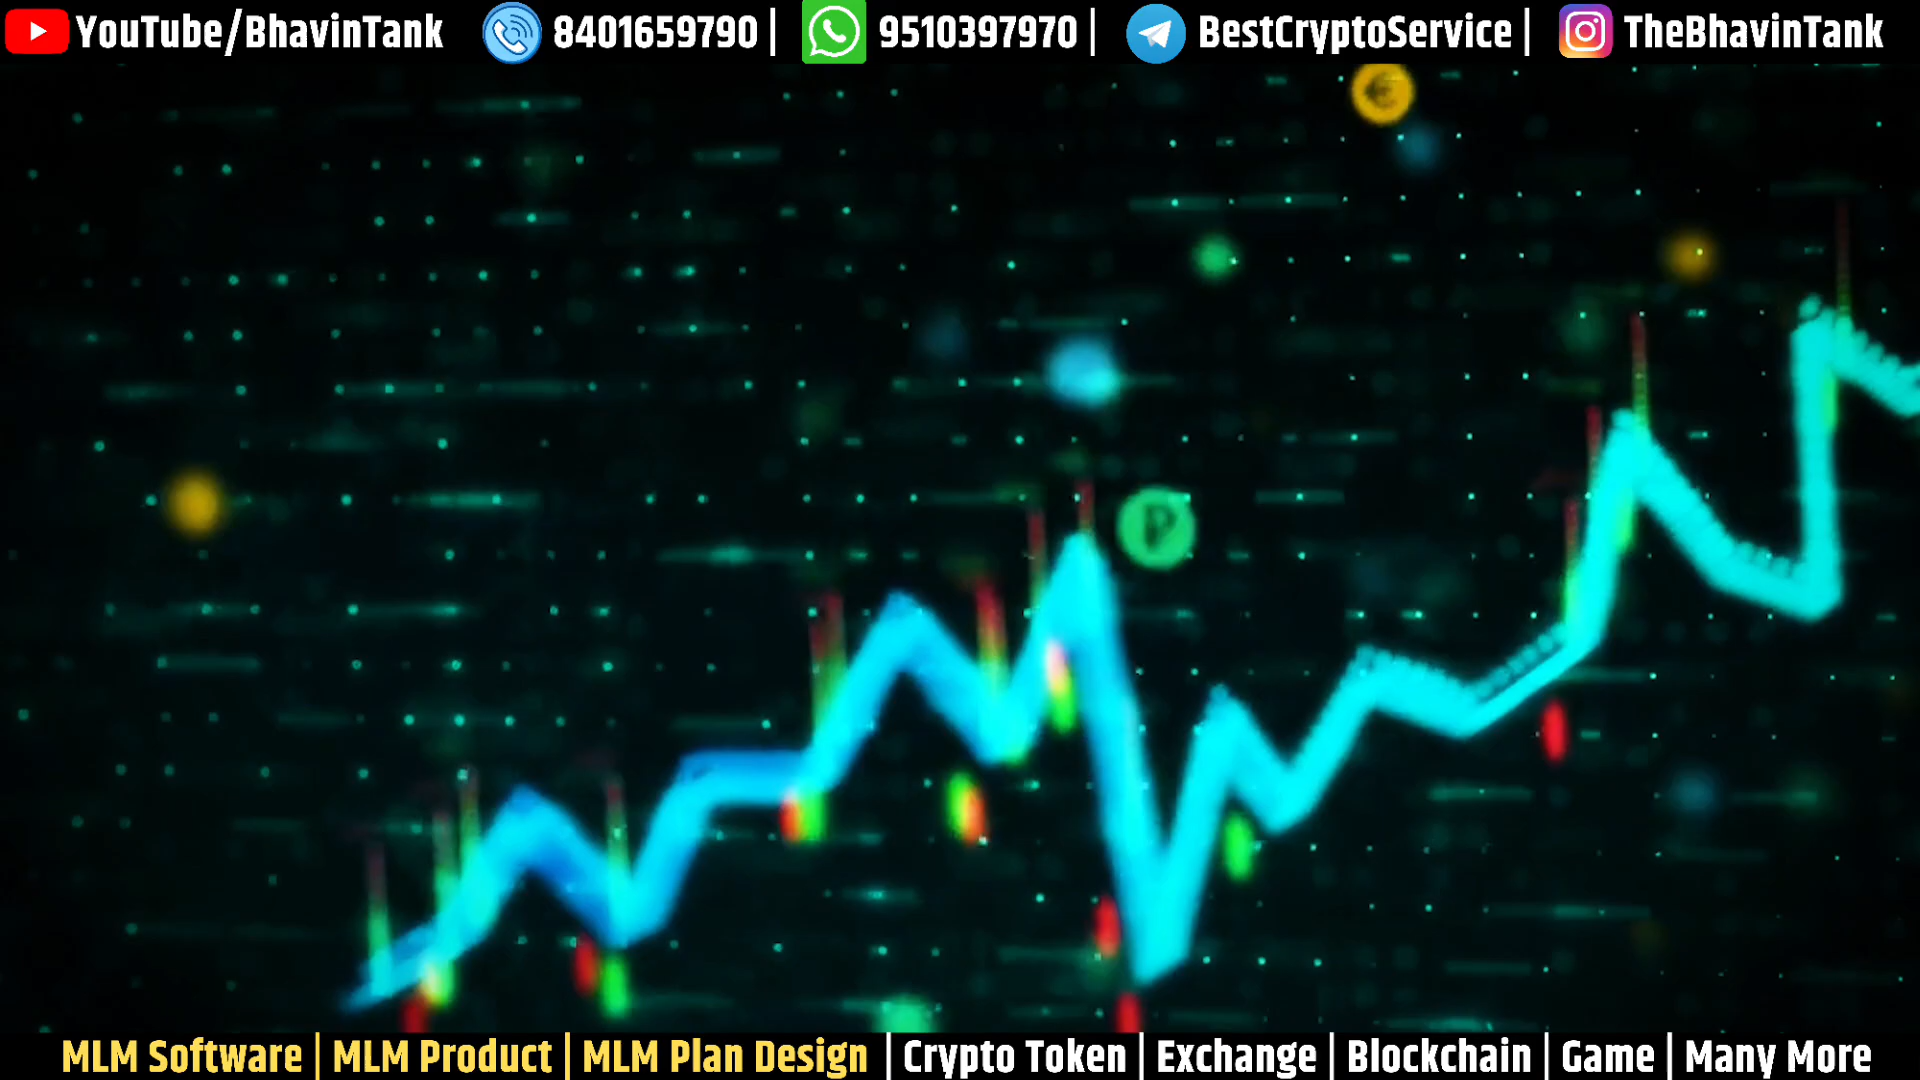 YouTube/BhavinTank 8401659790 | 9510397970 | BestCryptoService | TheBhavinTank
€
P
MLM Software | MLM Product | MLM Plan Design | Crypto Token | Exchange | Blockchain | Game | Many More